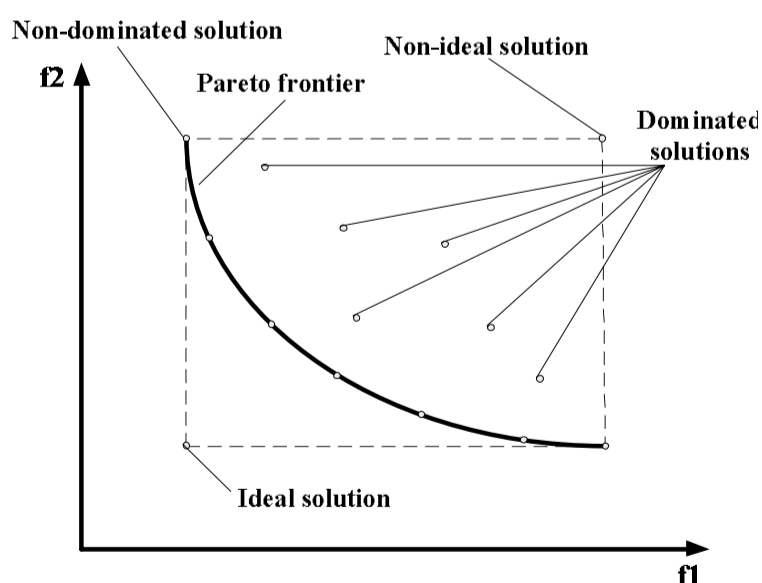 Non-dominated solution
Non-ideal solution
f2
Pareto frontier
Dominated
solutions
Ideal solution
f1